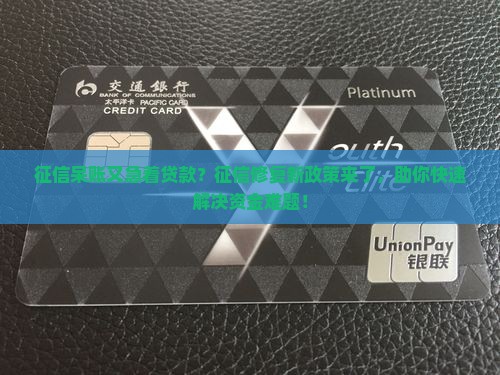 交通銀行
BANK OF COMMUNICATIONS
太平洋卡 PACIFIC CARD
CREDIT CARD
Platinum
征信呆账又急着贷款？征信修复新政策来了，助你快速
解决资金难题！
Youth
Elite
UnionPay
银联